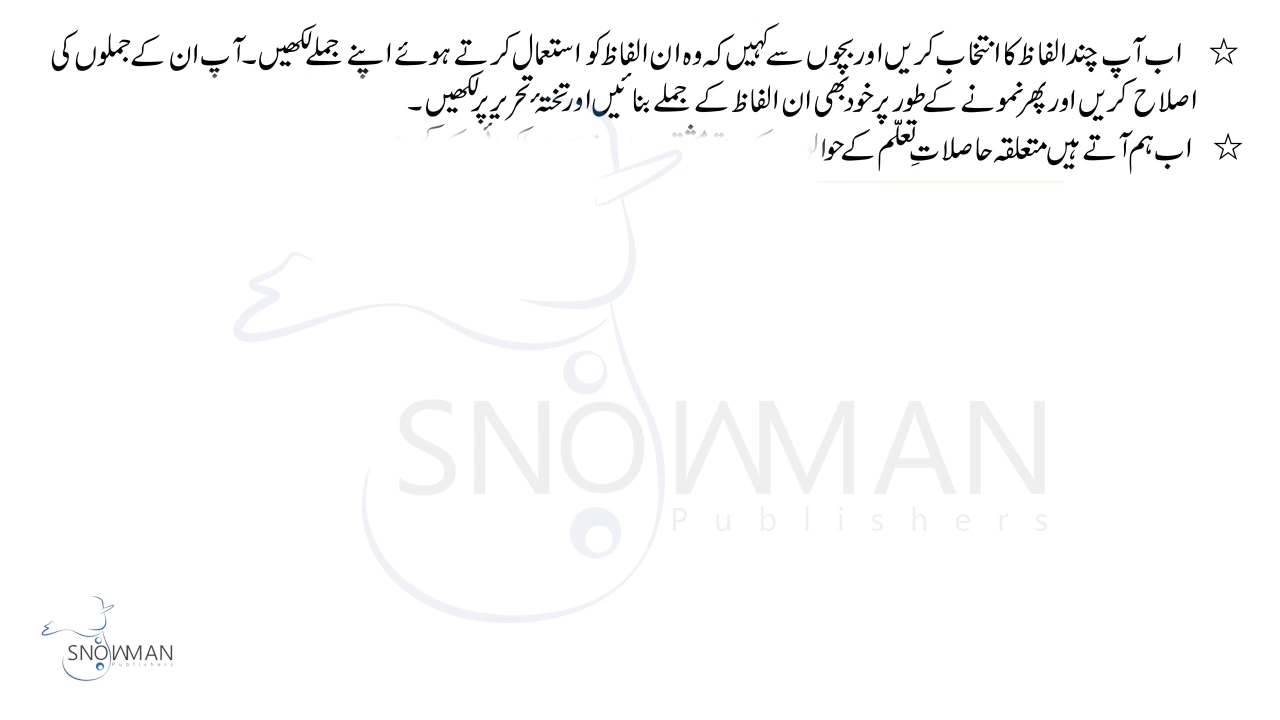 ☆ اب آپ چند الفاظ کا انتخاب کریں اور بچوں سے کہیں کہ وہ ان الفاظ کو استعمال کرتے ہوئے اپنے جملے لکھیں۔ آپ ان کے جملوں کی
اصلاح کریں اور پھر نمونے کے طور پر خود بھی ان الفاظ کے جملے بنائیں اور تختۂ تحریر پر لکھیں۔
☆ اب ہم آتے ہیں متعلقہ حاصلاتِ تعلّم کے
SNOWMAN
Publishers
SNOWMAN
Publishers